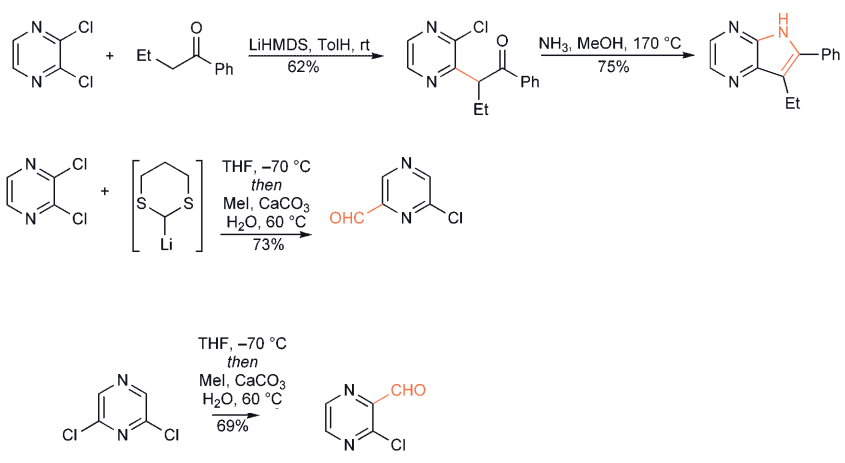 N
Cl
N
Cl
+
Et
O
Ph
LiHMDS, TolH, rt
62%
N
Cl
N
O
Ph
Et
NH₃, MeOH, 170 °C
75%
N
H
N
N
Ph
Et
N
Cl
N
Cl
+
S
S
Li
THF, –70 °C
then
MeI, CaCO₃
H₂O, 60 °C
73%
N
OHC
N
Cl
THF, –70 °C
then
MeI, CaCO₃
H₂O, 60 °C
69%
N
Cl
N
Cl
N
CHO
N
Cl